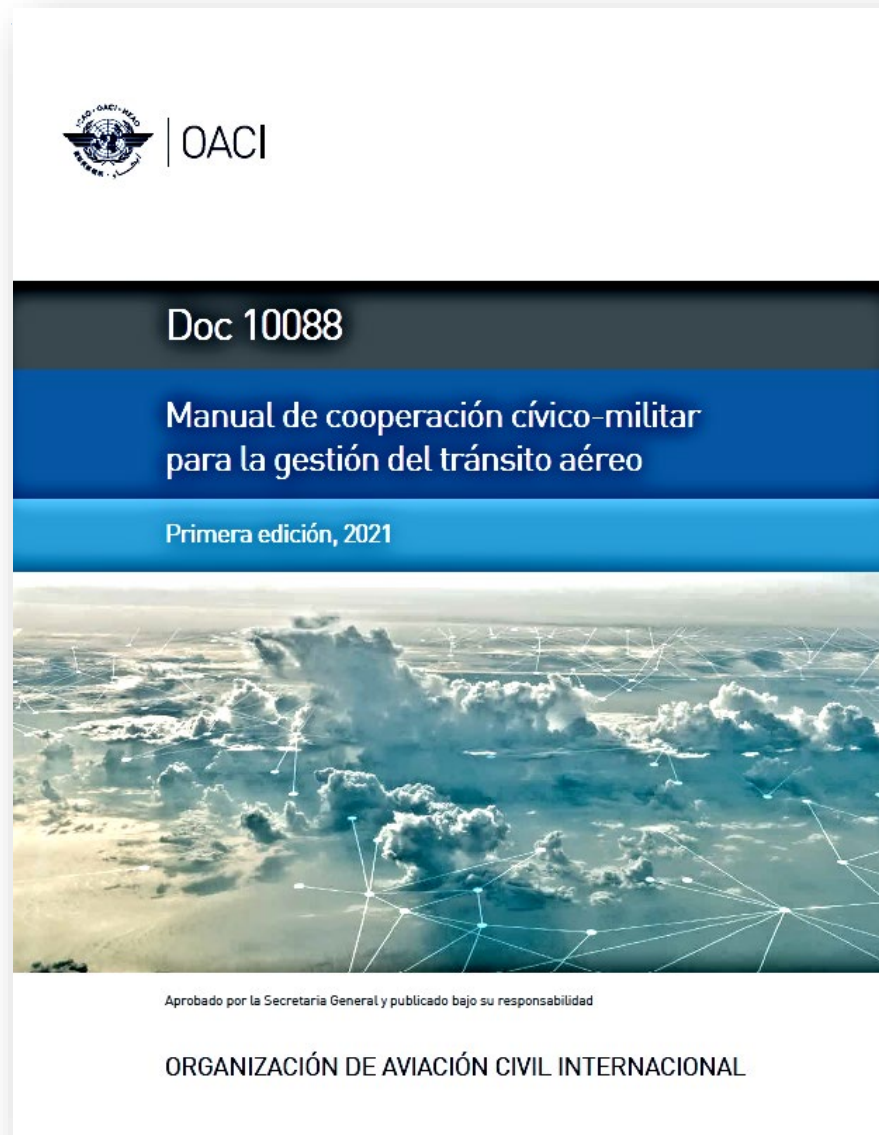 OACI
Doc 10088
Manual de cooperación cívico-militar
para la gestión del tránsito aéreo
Primera edición, 2021
Aprobado por la Secretaria General y publicado bajo su responsabilidad
ORGANIZACIÓN DE AVIACIÓN CIVIL INTERNACIONAL